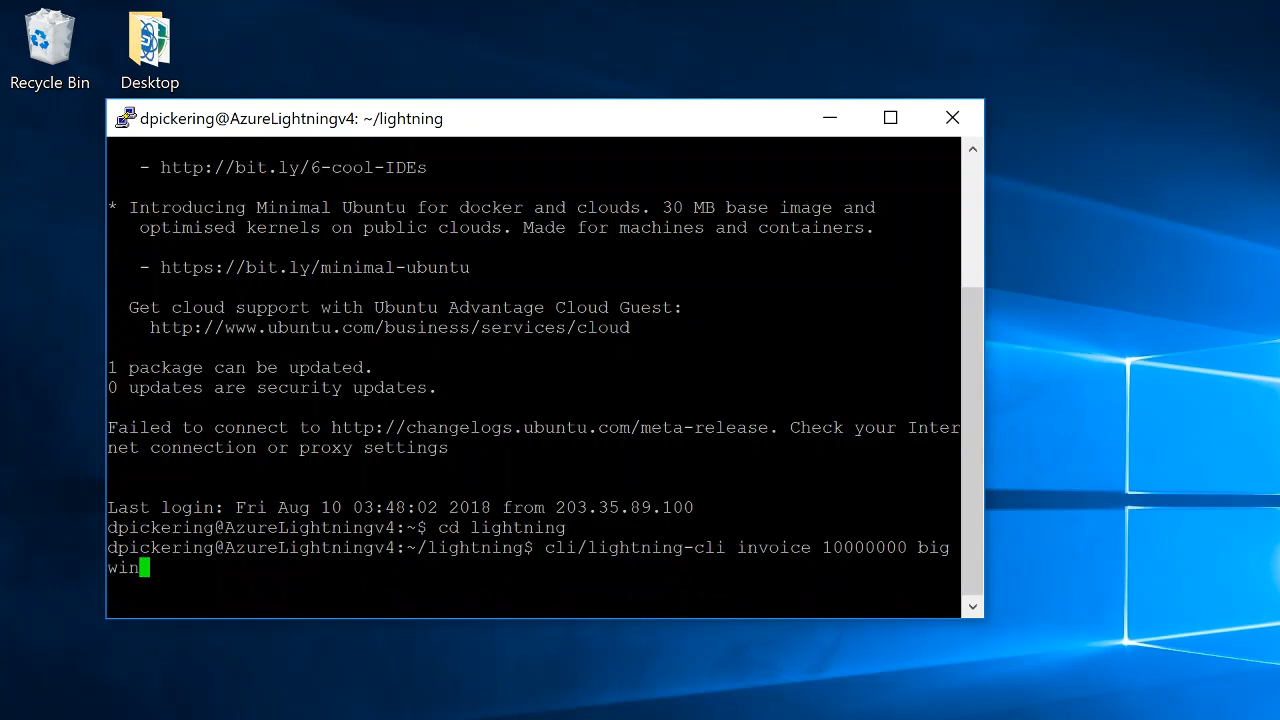 Recycle Bin
Desktop
dpickering@AzureLightningv4: ~/lightning
- http://bit.ly/6-cool-IDEs
* Introducing Minimal Ubuntu for docker and clouds. 30 MB base image and
optimised kernels on public clouds. Made for machines and containers.
- https://bit.ly/minimal-ubuntu
Get cloud support with Ubuntu Advantage Cloud Guest:
http://www.ubuntu.com/business/services/cloud
1 package can be updated.
0 updates are security updates.
Failed to connect to http://changelogs.ubuntu.com/meta-release. Check your Inter
net connection or proxy settings
Last login: Fri Aug 10 03:48:02 2018 from 203.35.89.100
dpickering@AzureLightningv4:~$ cd lightning
dpickering@AzureLightningv4:~/lightning$ cli/lightning-cli invoice 10000000 big
win